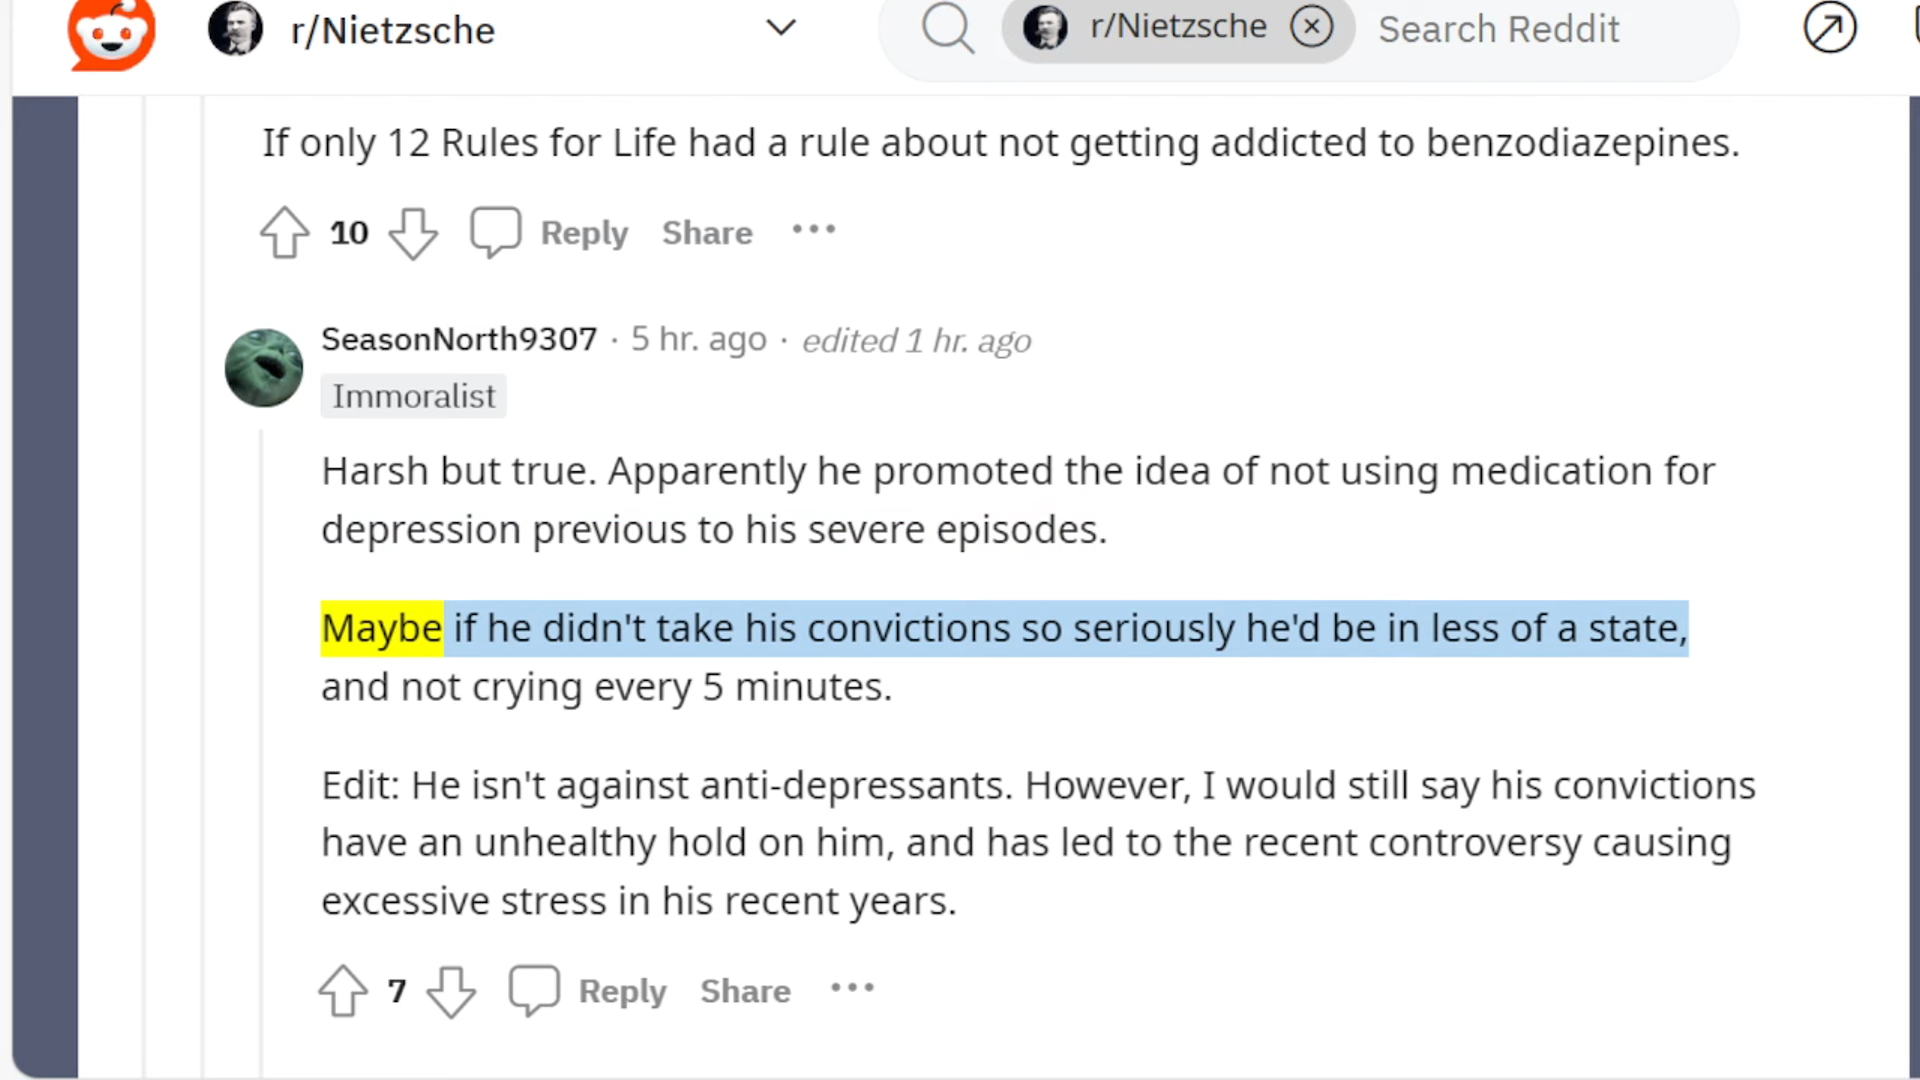 r/Nietzsche
r/Nietzsche
Search Reddit
If only 12 Rules for Life had a rule about not getting addicted to benzodiazepines.
10 Reply Share ...
SeasonNorth9307 · 5 hr. ago · edited 1 hr. ago
Immoralist
Harsh but true. Apparently he promoted the idea of not using medication for
depression previous to his severe episodes.
Maybe if he didn't take his convictions so seriously he'd be in less of a state,
and not crying every 5 minutes.
Edit: He isn't against anti-depressants. However, I would still say his convictions
have an unhealthy hold on him, and has led to the recent controversy causing
excessive stress in his recent years.
7 Reply Share ...